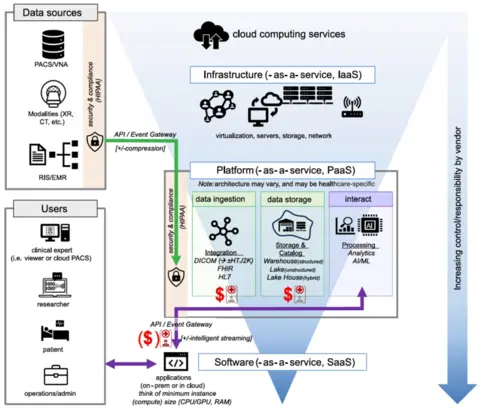 Data sources
PACS/VNA
Modalities (XR,
CT, etc.)
RIS/EMR
security & compliance
(HIPAA)
API / Event Gateway
[+/-compression]
cloud computing services
Infrastructure (-as-a-service, IaaS)
virtualization, servers, storage, network
Platform (-as-a-service, PaaS)
Note: architecture may vary, and may be healthcare-specific
security & compliance
(HIPAA)
data ingestion
Integration
DICOM (→ ±HTJ2K)
FHIR
HL7
$
data storage
Storage &
Catalog
Warehouse(structured)
Lake(unstructured)
Lake House(hybrid)
$
interact
AI
Processing
Analytics
AI/ML
Increasing control/responsibility by vendor
Users
clinical expert
(i.e. viewer or cloud PACS)
researcher
patient
operations/admin
API / Event Gateway
($)
[+/-intelligent streaming]
Software (-as-a-service, SaaS)
applications
(on-prem or in cloud)
think of minimum instance
(compute) size (CPU/GPU, RAM)